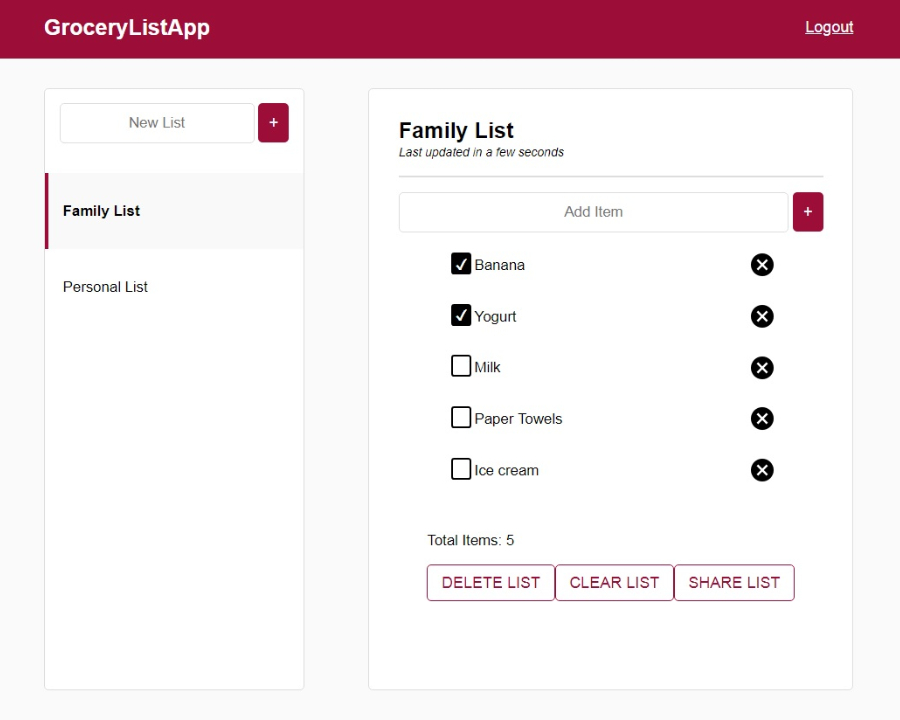 GroceryListApp
Logout
New List
+
Family List
Personal List
Family List
Last updated in a few seconds
Add Item
+
Banana
Yogurt
Milk
Paper Towels
Ice cream
Total Items: 5
DELETE LIST CLEAR LIST SHARE LIST